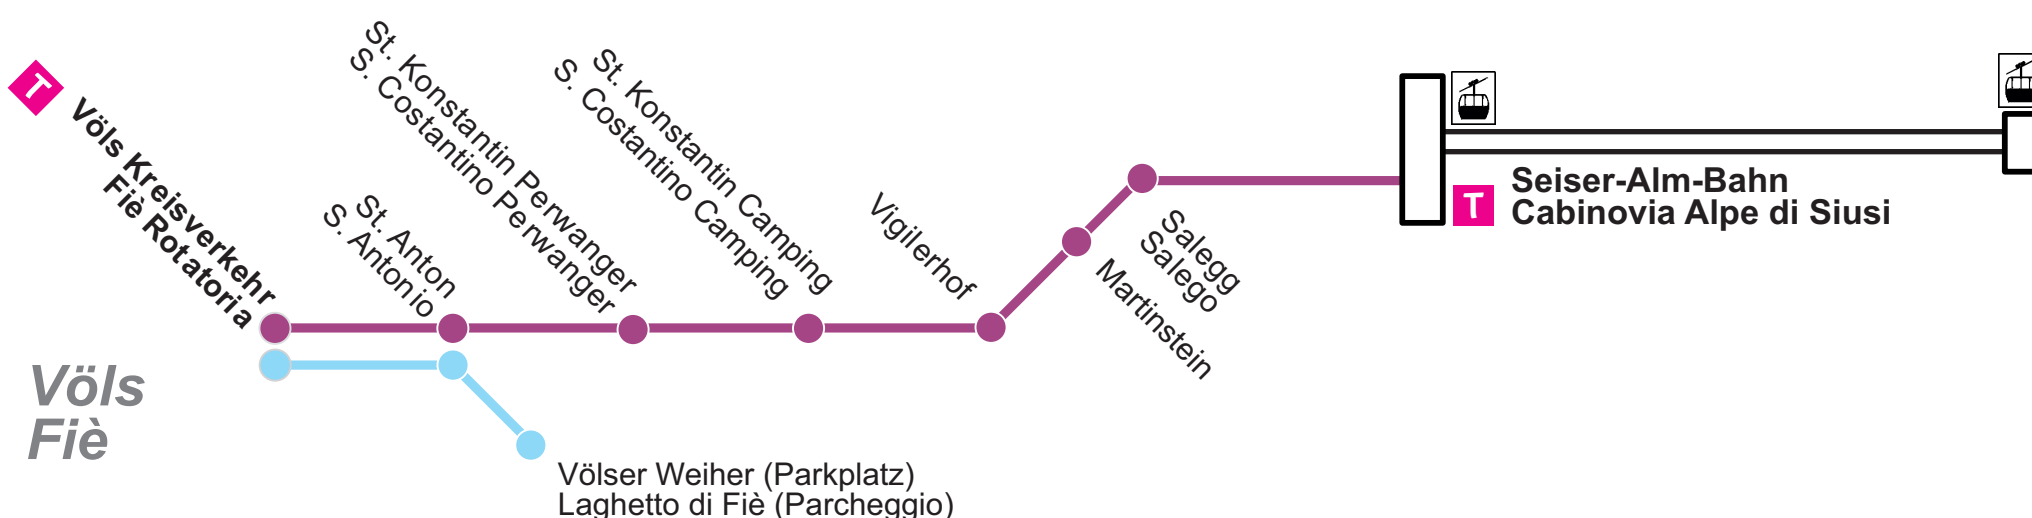 T
Völs Kreisverkehr
Fiè Rotatoria
St. Anton
S. Antonio
St. Konstantin Perwanger
S. Costantino Perwanger
St. Konstantin Camping
S. Costantino Camping
Vigilerhof
Martinstein
Salegg
Salego
T
Seiser-Alm-Bahn
Cabinovia Alpe di Siusi
Völs
Fiè
Völser Weiher (Parkplatz)
Laghetto di Fiè (Parcheggio)